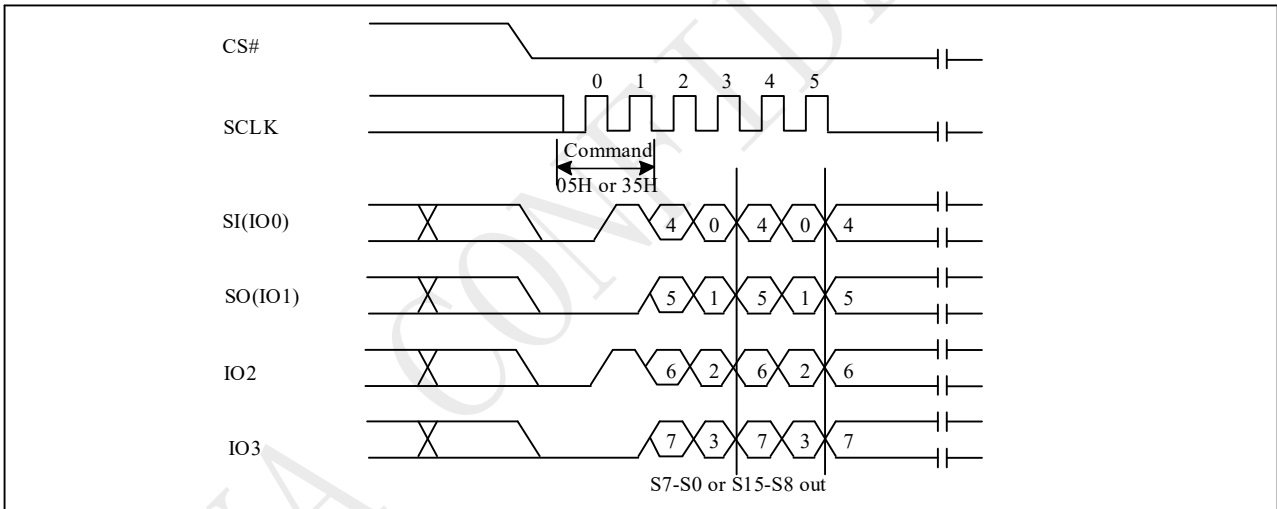 CS#
0 1 2 3 4 5
SCLK
Command
05H or 35H
SI(IO0) 4 0 4 0 4
SO(IO1) 5 1 5 1 5
IO2 6 2 6 2 6
IO3 7 3 7 3 7
S7-S0 or S15-S8 out